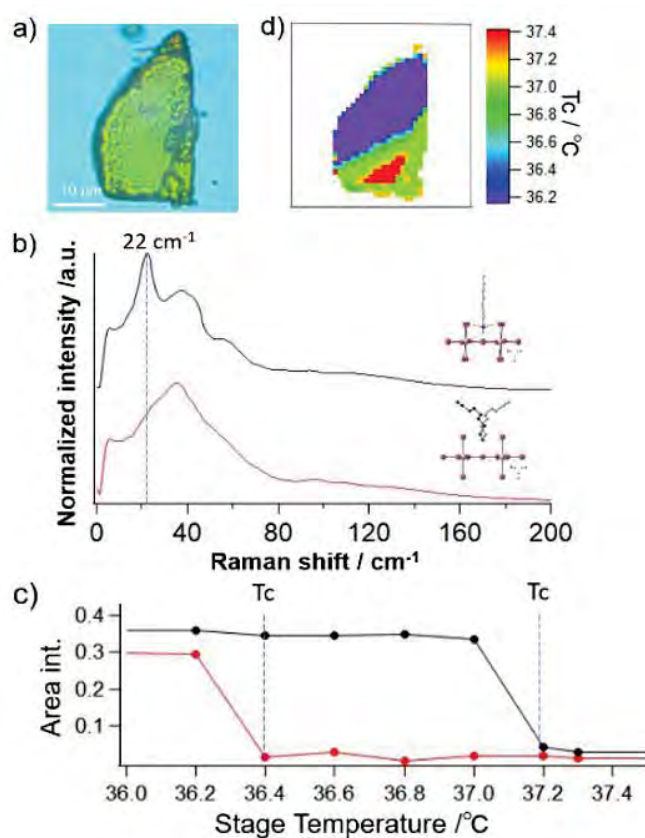 a)
10 μm
d)
37.4
37.2
37.0
36.8
36.6
36.4
36.2
Tc / °C
b)
22 cm-1
Normalized intensity /a.u.
0
40
80
120
160
200
Raman shift / cm-1
c)
Tc
Tc
Area int.
0.4
0.3
0.2
0.1
36.0
36.2
36.4
36.6
36.8
37.0
37.2
37.4
Stage Temperature /°C